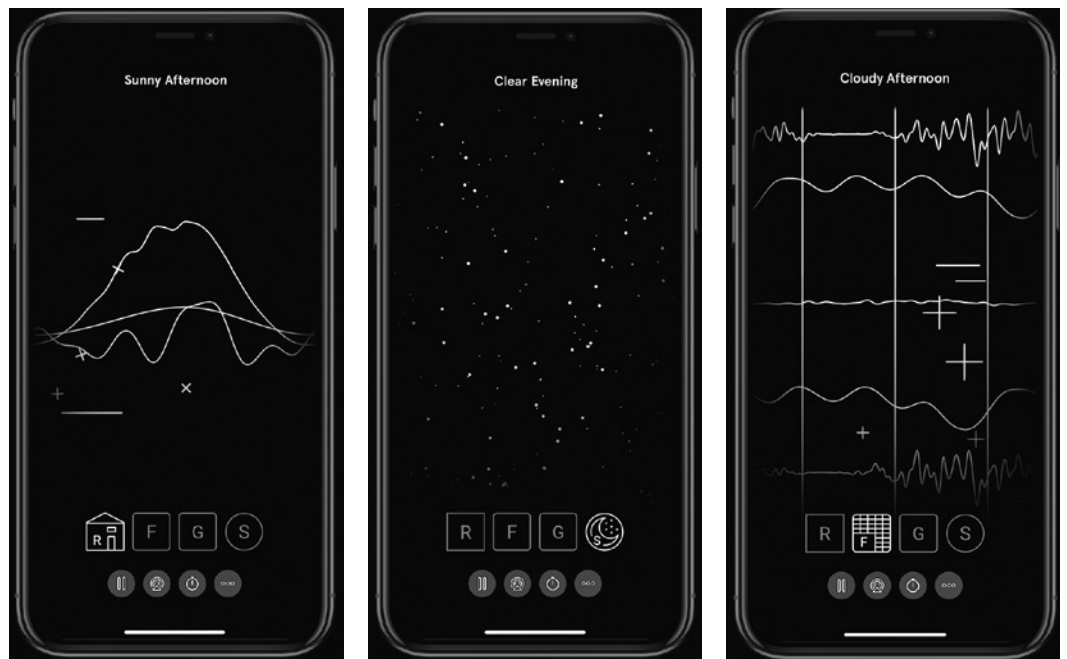 Sunny Afternoon
R F G S
Clear Evening
R F G S
Cloudy Afternoon
R F G S